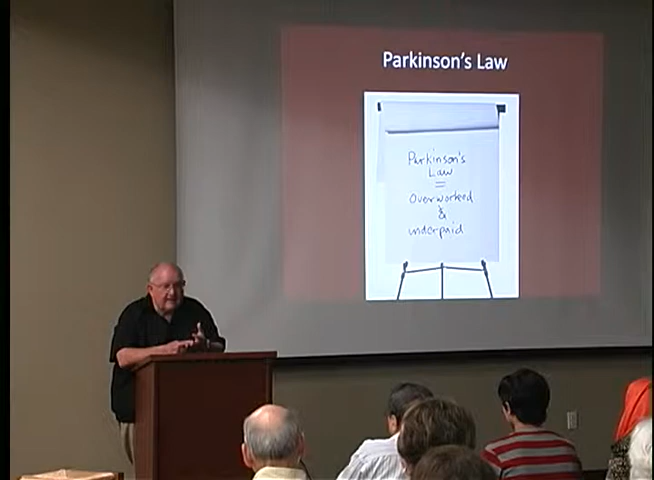 Parkinson's Law
Parkinson's
Law
=
Overworked
&
underpaid